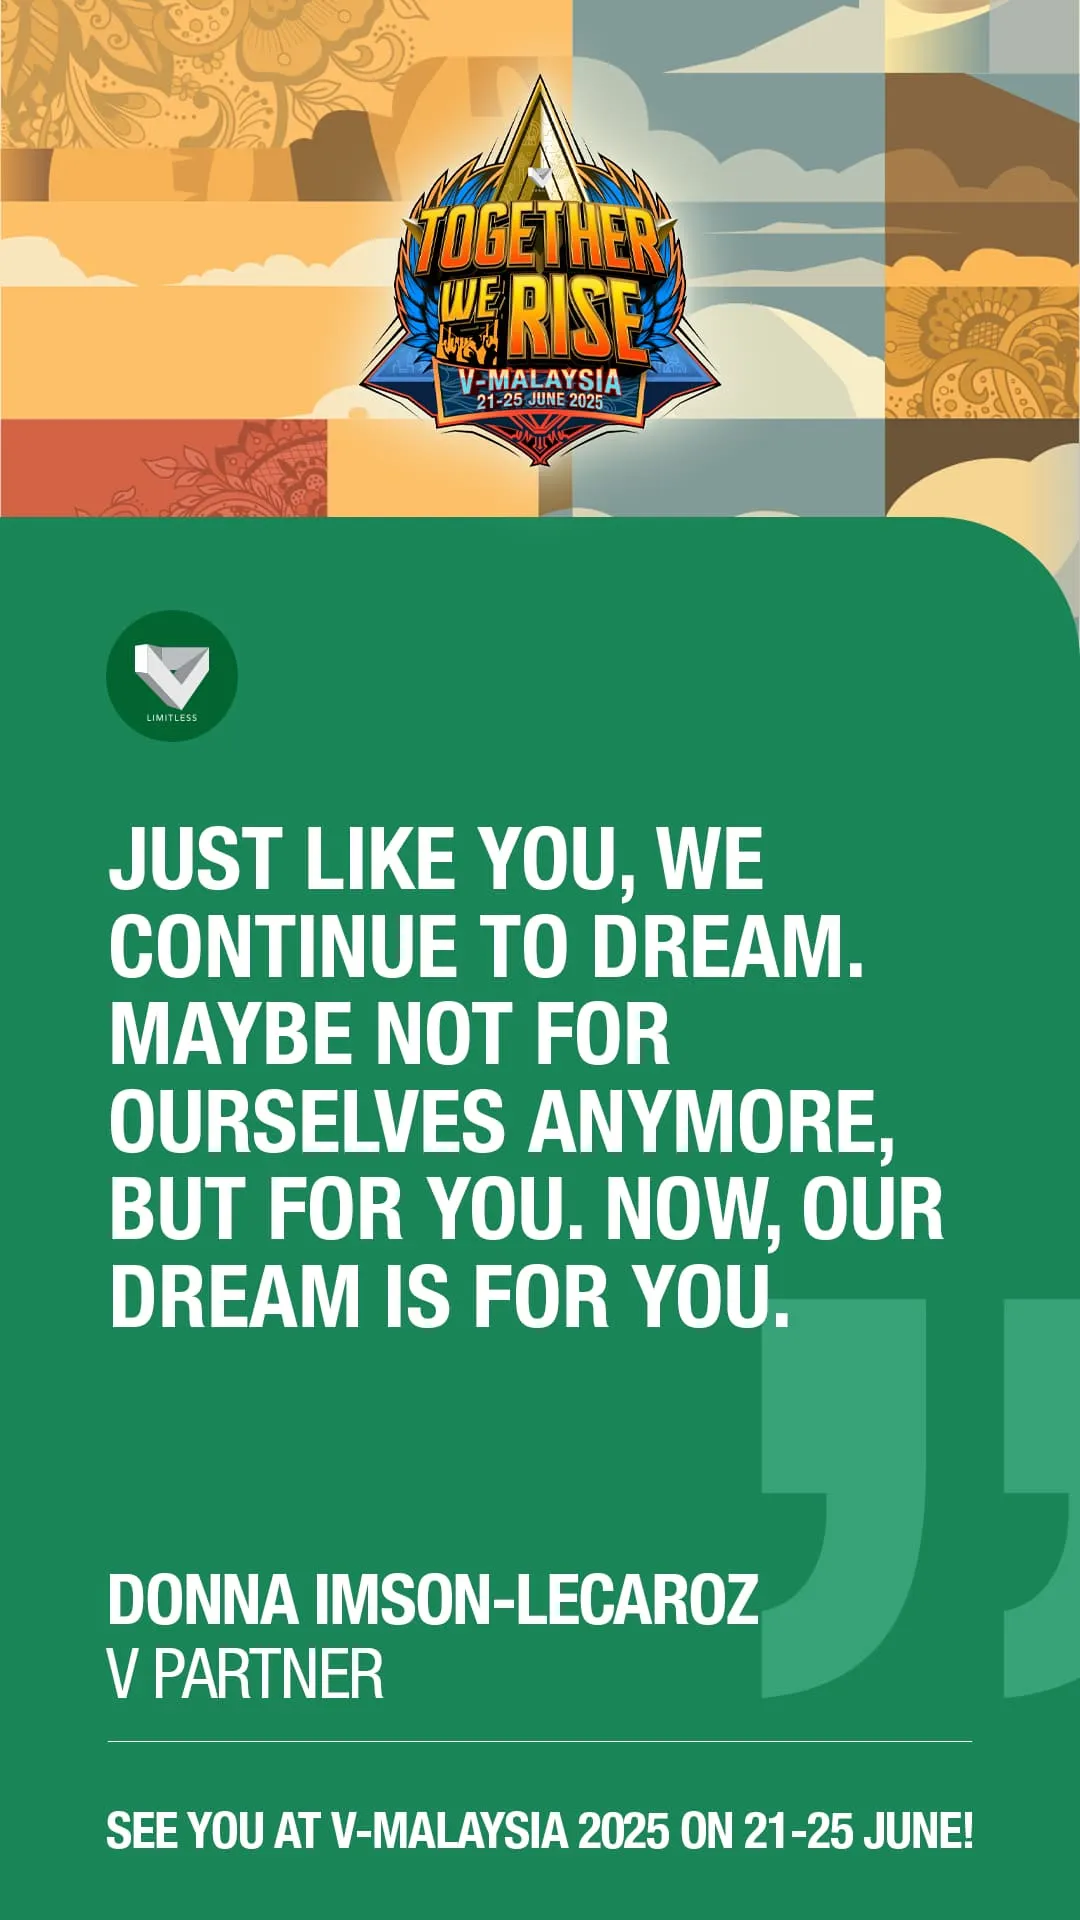 TOGETHER
WE RISE
V-MALAYSIA
21-25 JUNE 2025
LIMITLESS
JUST LIKE YOU, WE
CONTINUE TO DREAM.
MAYBE NOT FOR
OURSELVES ANYMORE,
BUT FOR YOU. NOW, OUR
DREAM IS FOR YOU.
DONNA IMSON-LECAROZ
V PARTNER
SEE YOU AT V-MALAYSIA 2025 ON 21-25 JUNE!